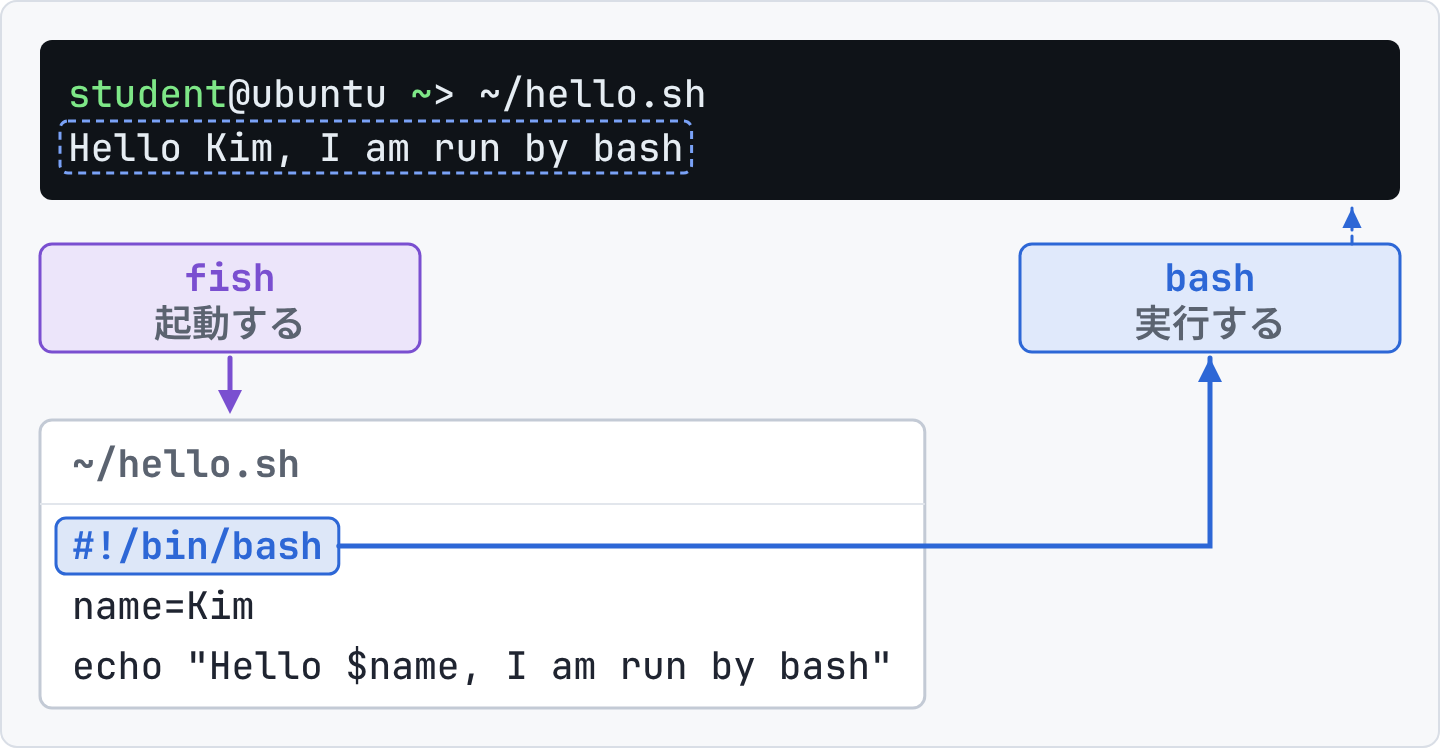 student@ubuntu ~> ~/hello.sh
Hello Kim, I am run by bash
fish
起動する
bash
実行する
~/hello.sh
#!/bin/bash
name=Kim
echo "Hello $name, I am run by bash"